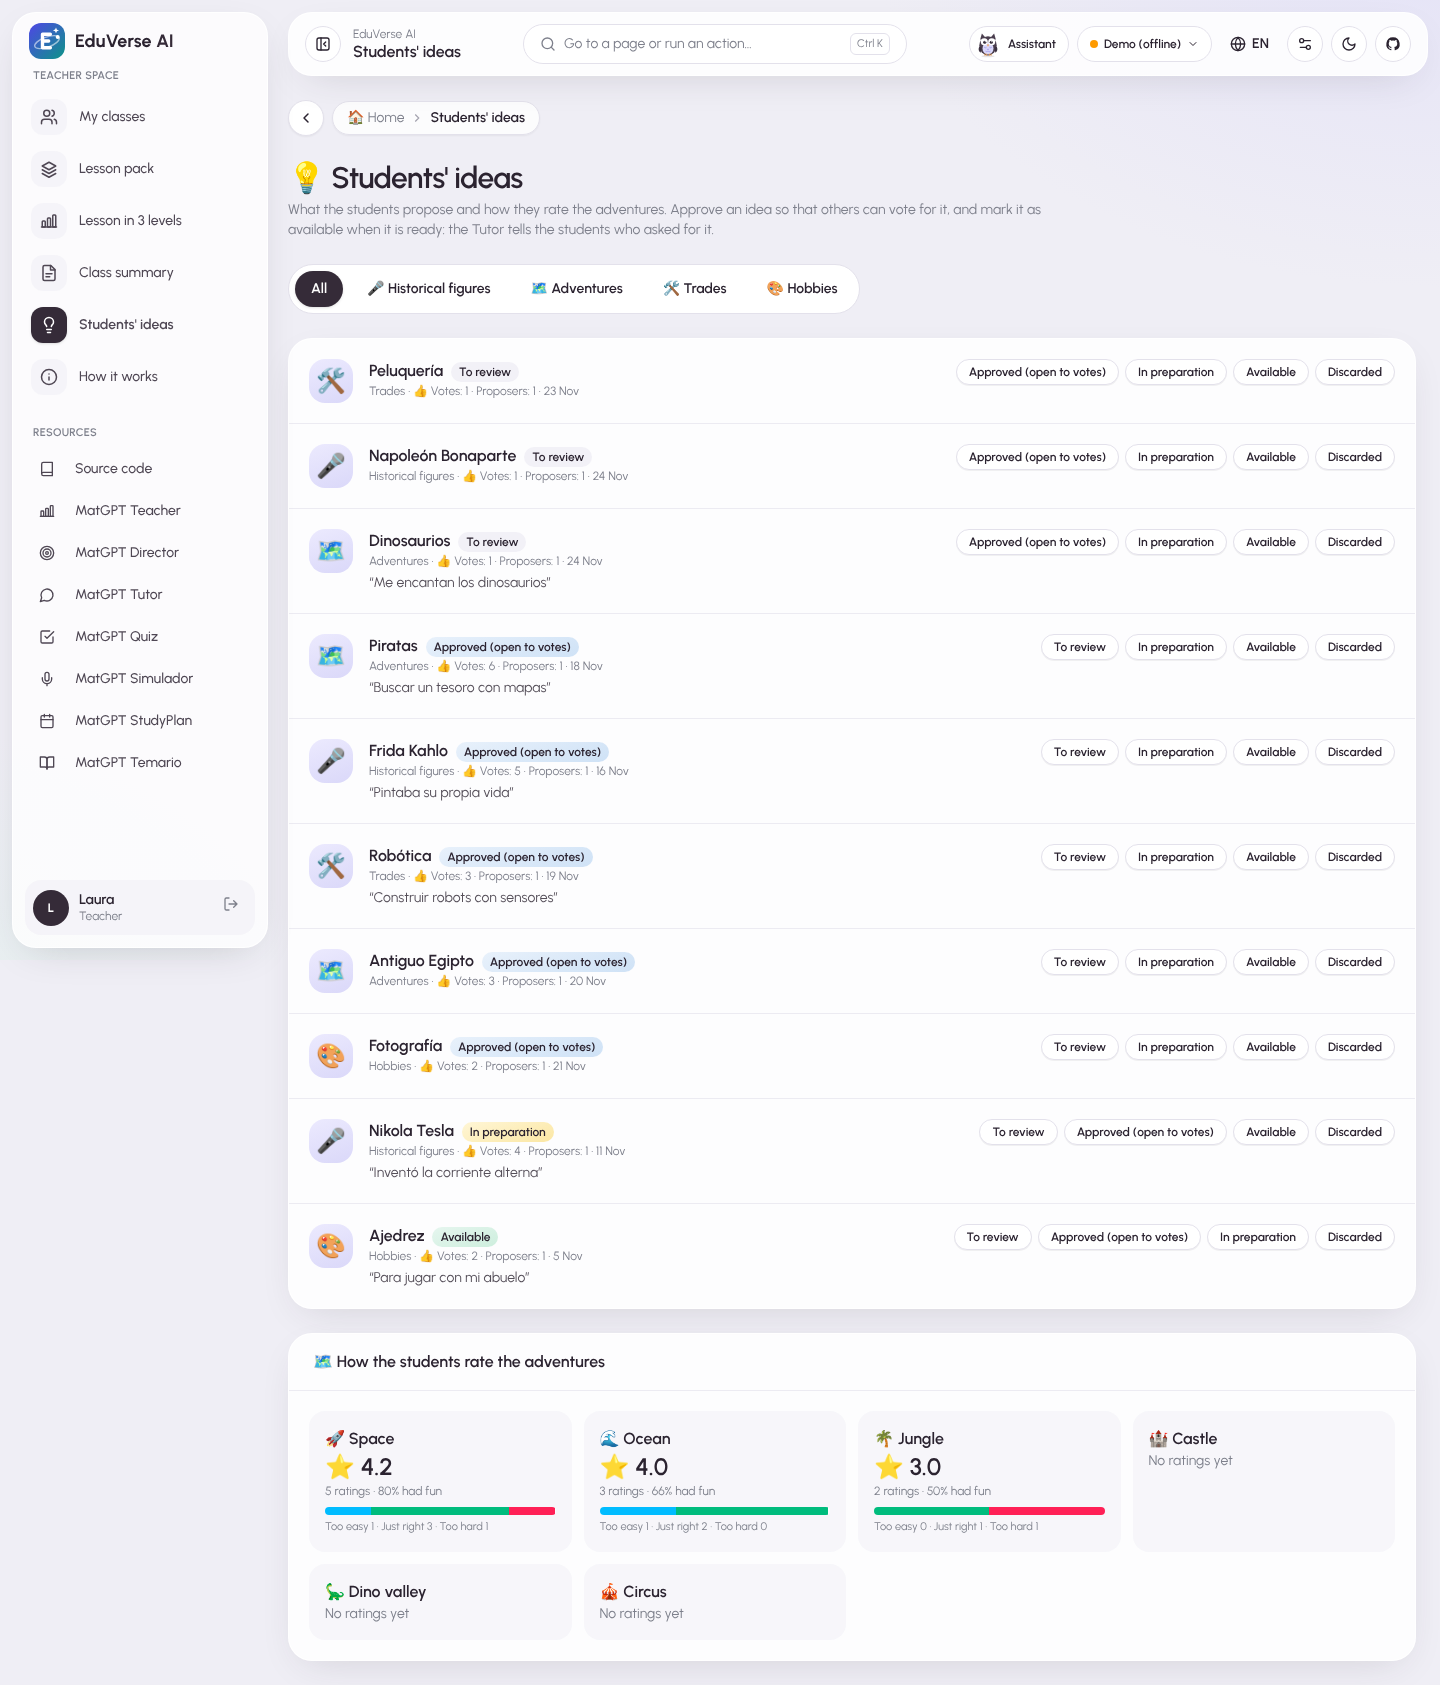 EduVerse AI
TEACHER SPACE
My classes
Lesson pack
Lesson in 3 levels
Class summary
Students' ideas
How it works
RESOURCES
Source code
MatGPT Teacher
MatGPT Director
MatGPT Tutor
MatGPT Quiz
MatGPT Simulador
MatGPT StudyPlan
MatGPT Temario
L
Laura
Teacher
EduVerse AI
Students' ideas
Go to a page or run an action...
Ctrl K
Assistant
Demo (offline)
EN
Home
Students' ideas
Students' ideas
What the students propose and how they rate the adventures. Approve an idea so that others can vote for it, and mark it as
available when it is ready: the Tutor tells the students who asked for it.
All
Historical figures
Adventures
Trades
Hobbies
Peluquería To review
Trades · 👍 Votes: 1 · Proposers: 1 · 23 Nov
Approved (open to votes) In preparation Available Discarded
Napoleón Bonaparte To review
Historical figures · 👍 Votes: 1 · Proposers: 1 · 24 Nov
Approved (open to votes) In preparation Available Discarded
Dinosaurios To review
Adventures · 👍 Votes: 1 · Proposers: 1 · 24 Nov
“Me encantan los dinosaurios”
Approved (open to votes) In preparation Available Discarded
Piratas Approved (open to votes)
Adventures · 👍 Votes: 6 · Proposers: 1 · 18 Nov
“Buscar un tesoro con mapas”
To review In preparation Available Discarded
Frida Kahlo Approved (open to votes)
Historical figures · 👍 Votes: 5 · Proposers: 1 · 16 Nov
“Pintaba su propia vida”
To review In preparation Available Discarded
Robótica Approved (open to votes)
Trades · 👍 Votes: 3 · Proposers: 1 · 19 Nov
“Construir robots con sensores”
To review In preparation Available Discarded
Antiguo Egipto Approved (open to votes)
Adventures · 👍 Votes: 3 · Proposers: 1 · 20 Nov
To review In preparation Available Discarded
Fotografía Approved (open to votes)
Hobbies · 👍 Votes: 2 · Proposers: 1 · 21 Nov
To review In preparation Available Discarded
Nikola Tesla In preparation
Historical figures · 👍 Votes: 4 · Proposers: 1 · 11 Nov
“Inventó la corriente alterna”
To review Approved (open to votes) Available Discarded
Ajedrez Available
Hobbies · 👍 Votes: 2 · Proposers: 1 · 5 Nov
“Para jugar con mi abuelo”
To review Approved (open to votes) In preparation Discarded
How the students rate the adventures
Space
4.2
5 ratings · 80% had fun
Too easy 1 · Just right 3 · Too hard 1
Ocean
4.0
3 ratings · 66% had fun
Too easy 1 · Just right 2 · Too hard 0
Jungle
3.0
2 ratings · 50% had fun
Too easy 0 · Just right 1 · Too hard 1
Castle
No ratings yet
Dino valley
No ratings yet
Circus
No ratings yet